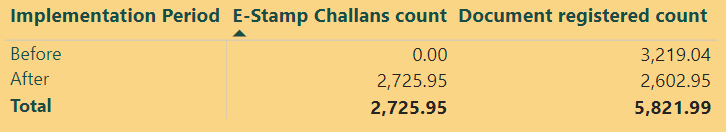 Implementation Period E-Stamp Challans count Document registered count
Before 0.00 3,219.04
After 2,725.95 2,602.95
Total 2,725.95 5,821.99